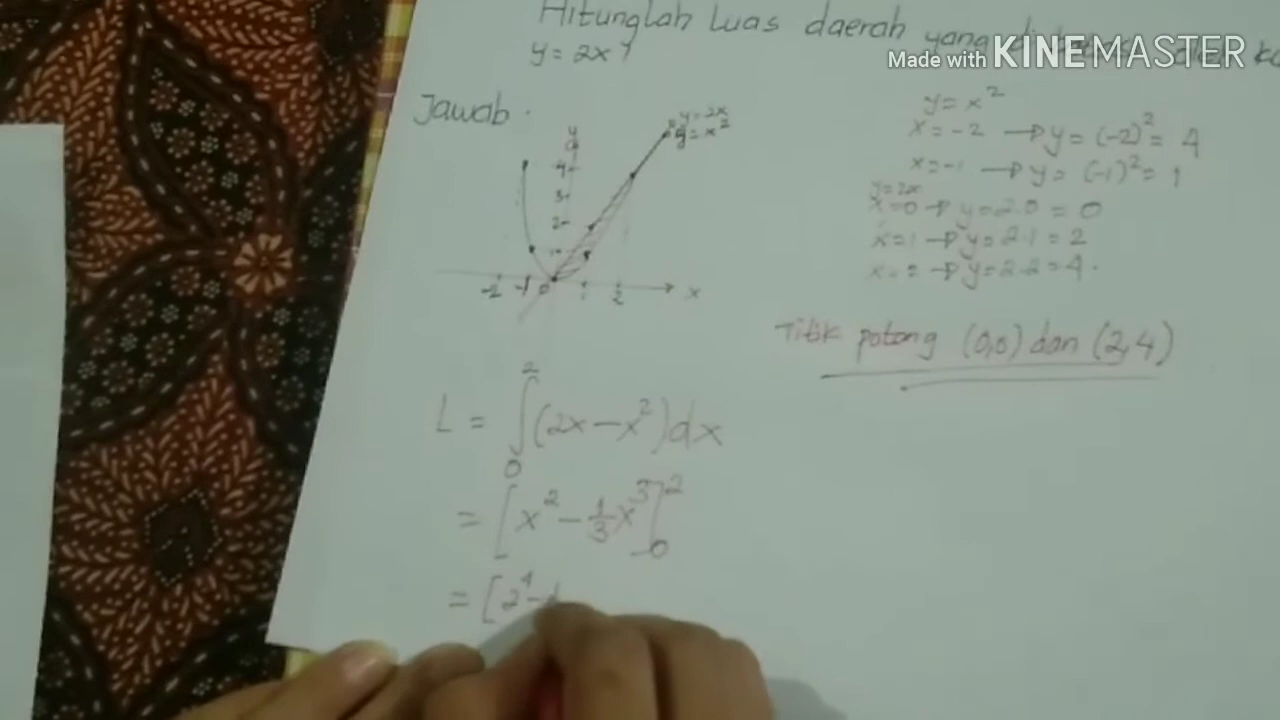 Hitunglah luas daerah yang
Made with KINEMASTER
y = 2x ?
Jawab.
y = 2x
y = x²
y
4
3
2
1
-2 -1 0 1 2 x
y = x²
x = -2 → y = (-2)² = 4
x = -1 → y = (-1)² = 1
y = 2x
x = 0 → y = 2.0 = 0
x = 1 → y = 2.1 = 2
x = 2 → y = 2.2 = 4.
Titik potong (0,0) dan (2,4)
L = ∫₀² (2x - x²) dx
= [x² - 1/3 x³]₀²
= [2⁴ -